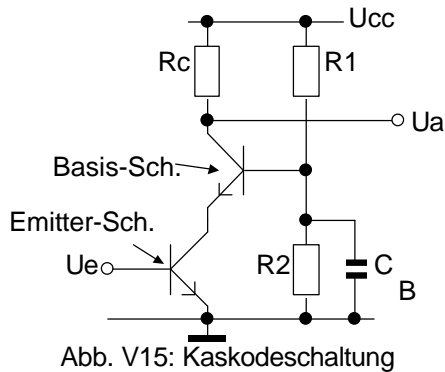 Ucc
Rc
R1
Ua
Basis-Sch.
Emitter-Sch.
Ue
R2
C
B
Abb. V15: Kaskodeschaltung